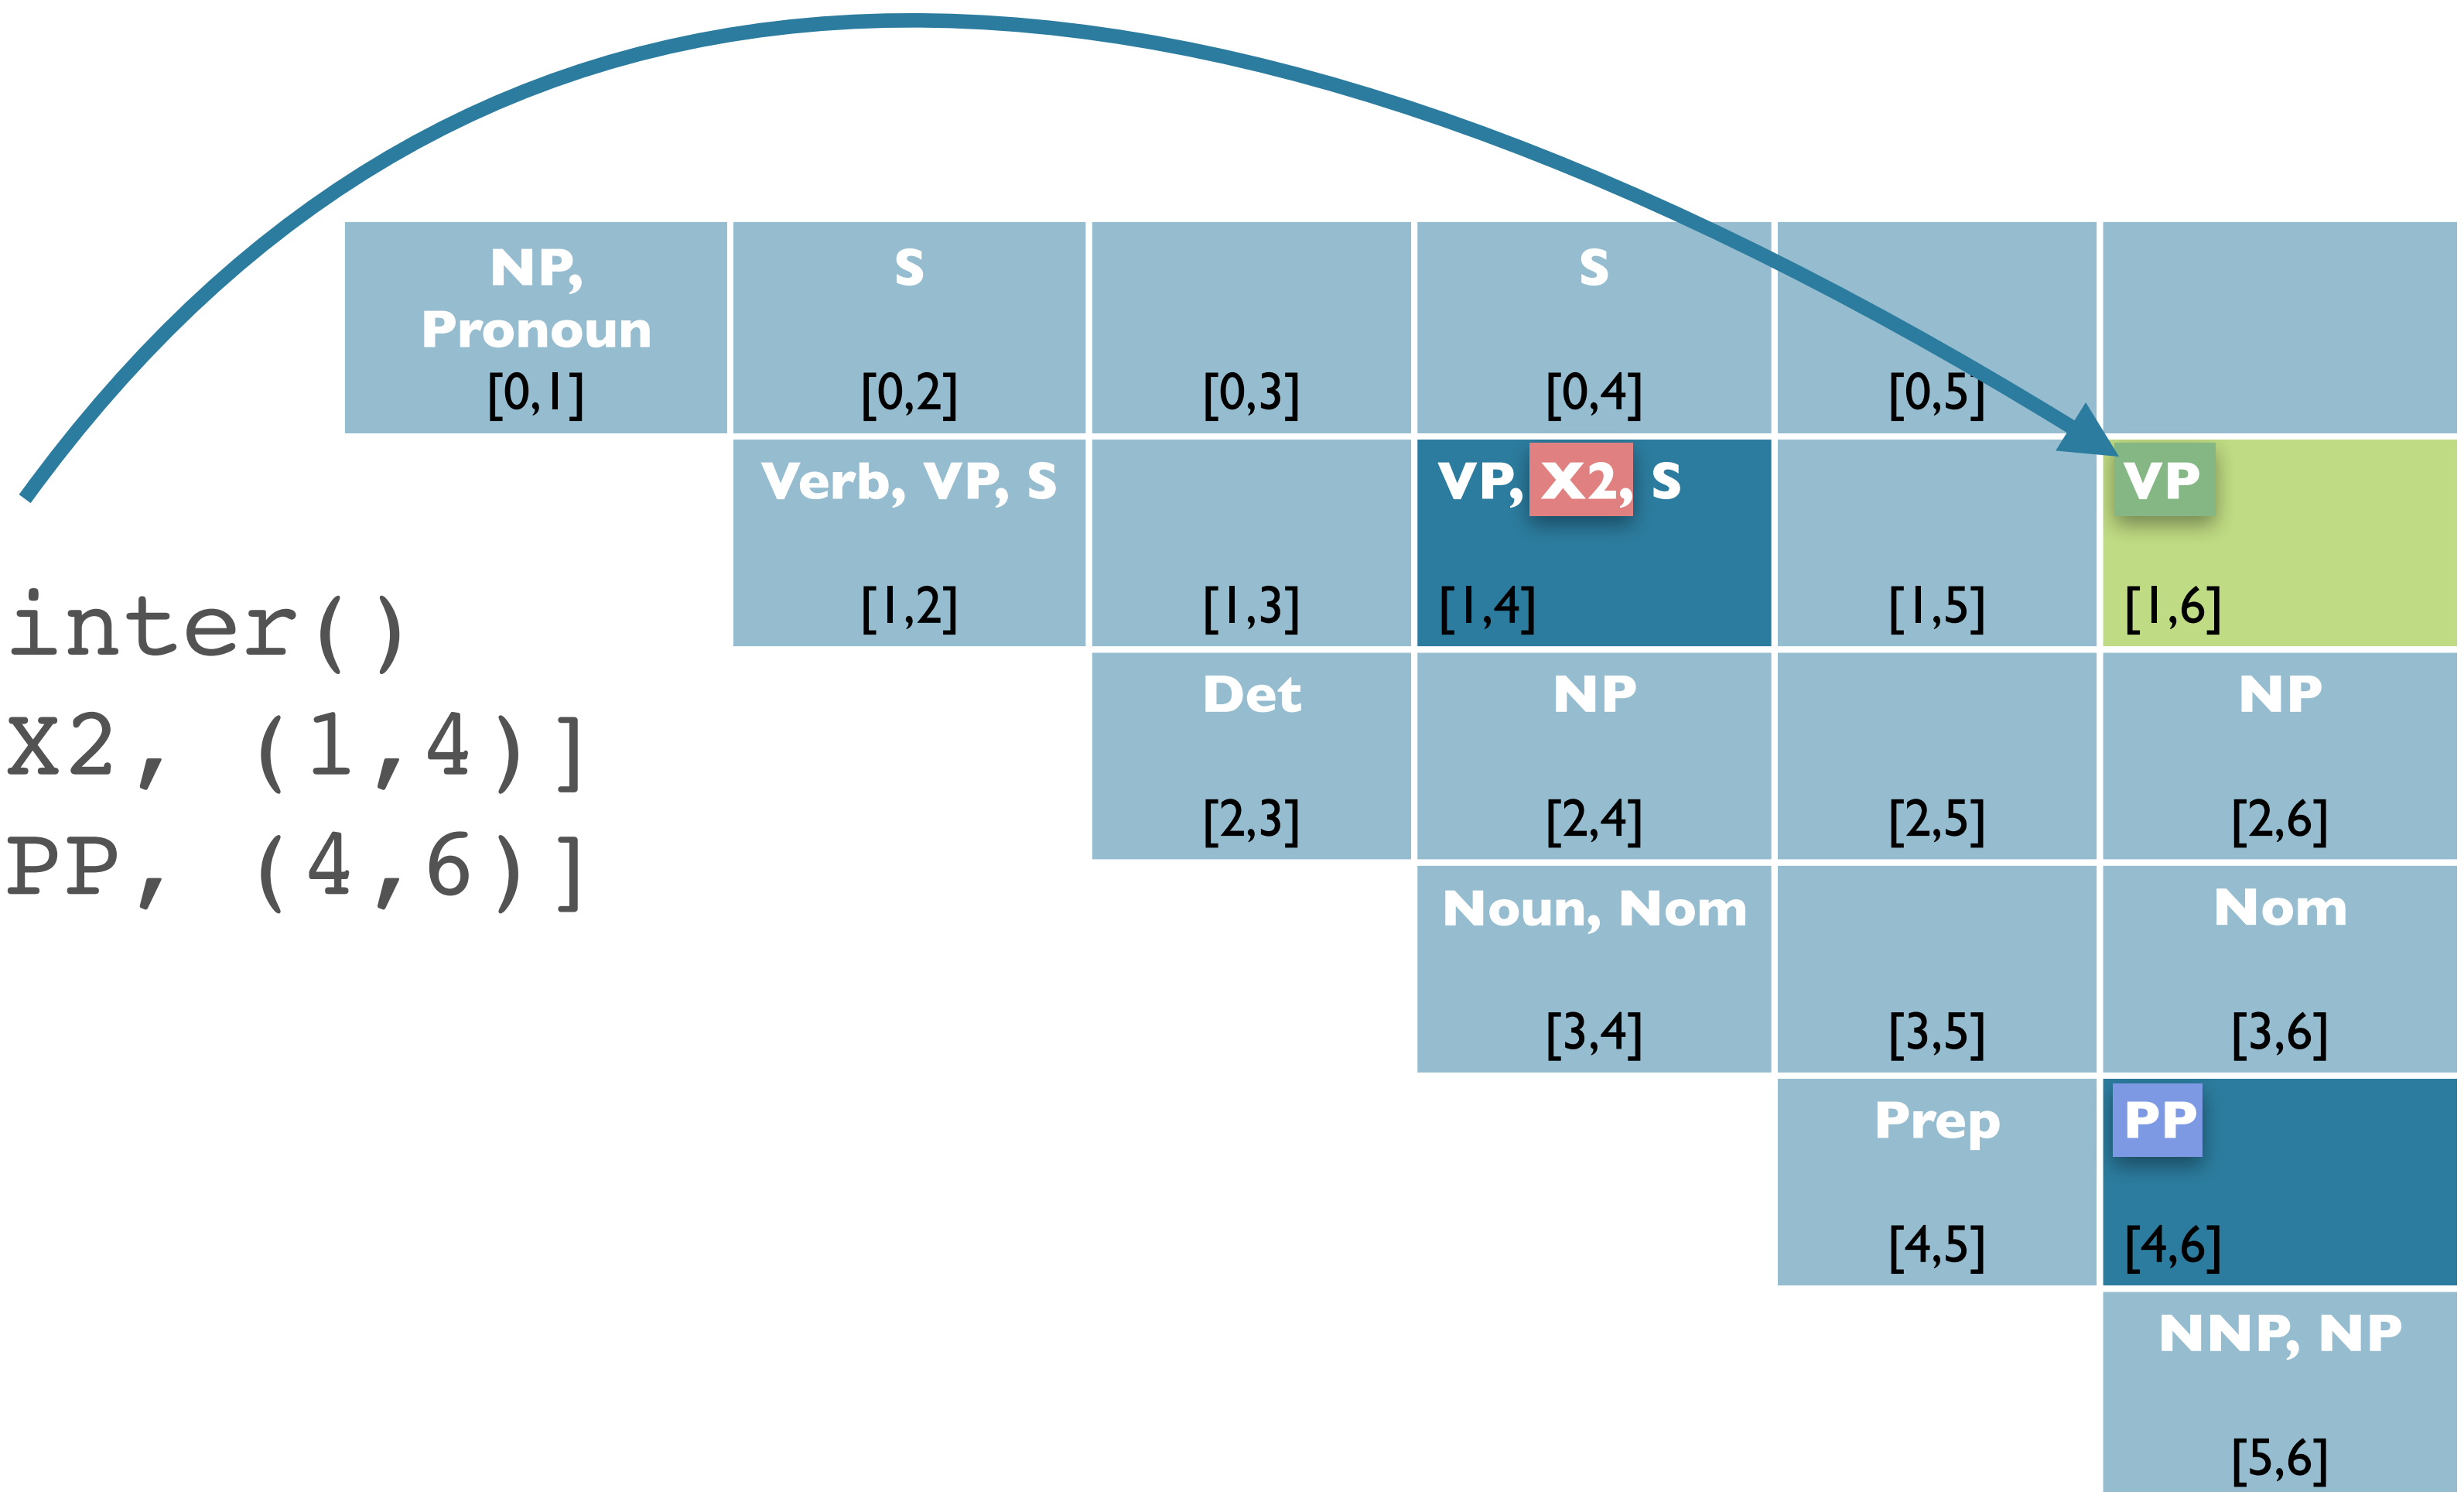 NP,
Pronoun
[0,1]
S
[0,2]
[0,3]
S
[0,4]
[0,5]
Verb, VP, S
[1,2]
[1,3]
VP, X2, S
[1,4]
[1,5]
VP
[1,6]
inter()
X2, (1,4)]
PP, (4,6)]
Det
[2,3]
NP
[2,4]
[2,5]
NP
[2,6]
Noun, Nom
[3,4]
[3,5]
Nom
[3,6]
Prep
[4,5]
PP
[4,6]
NNP, NP
[5,6]